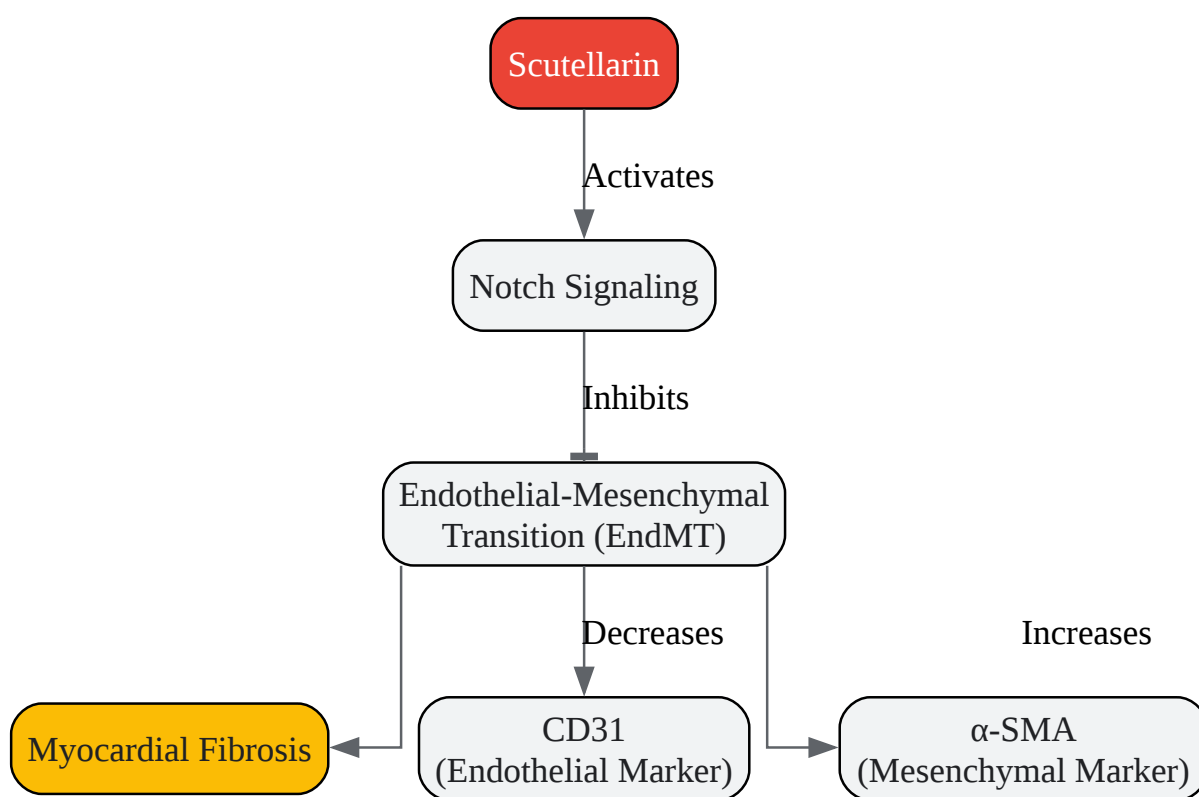 Scutellarin
Activates
Notch Signaling
Inhibits
Endothelial-Mesenchymal
Transition (EndMT)
Decreases
Increases
Myocardial Fibrosis
CD31
(Endothelial Marker)
α-SMA
(Mesenchymal Marker)